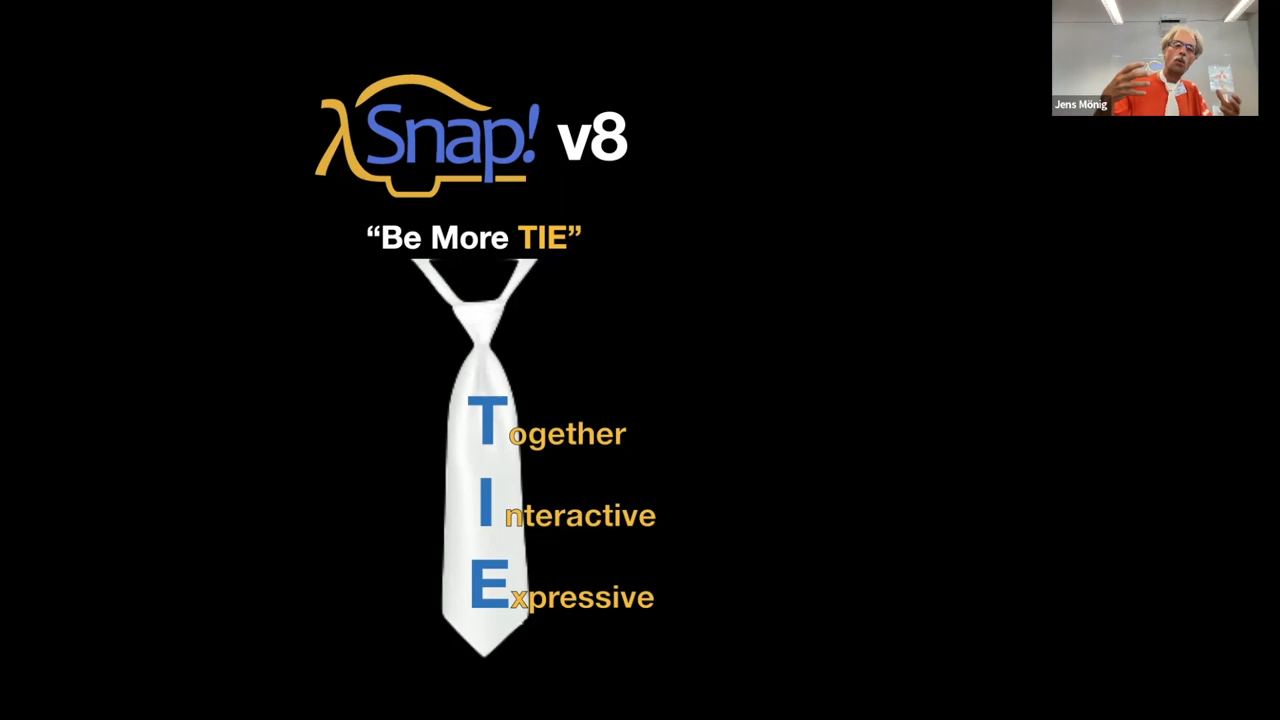 λSnap! v8
“Be More TIE”
Together
Interactive
Expressive
Jens Mönig